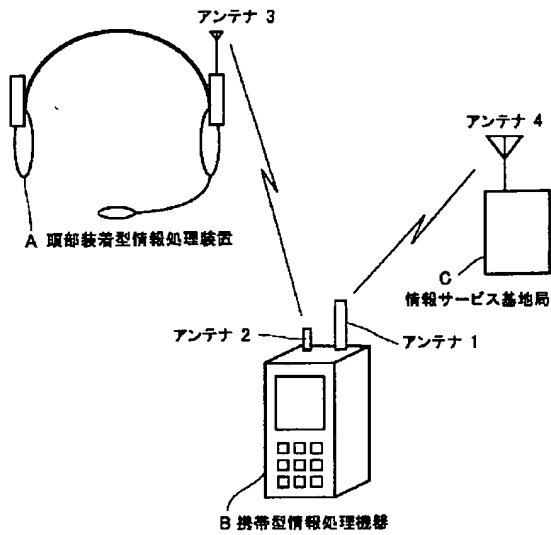 アンテナ 3
アンテナ 4
A 頭部装着型情報処理装置
C
情報サービス基地局
アンテナ 2
アンテナ 1
B 携帯型情報処理機器